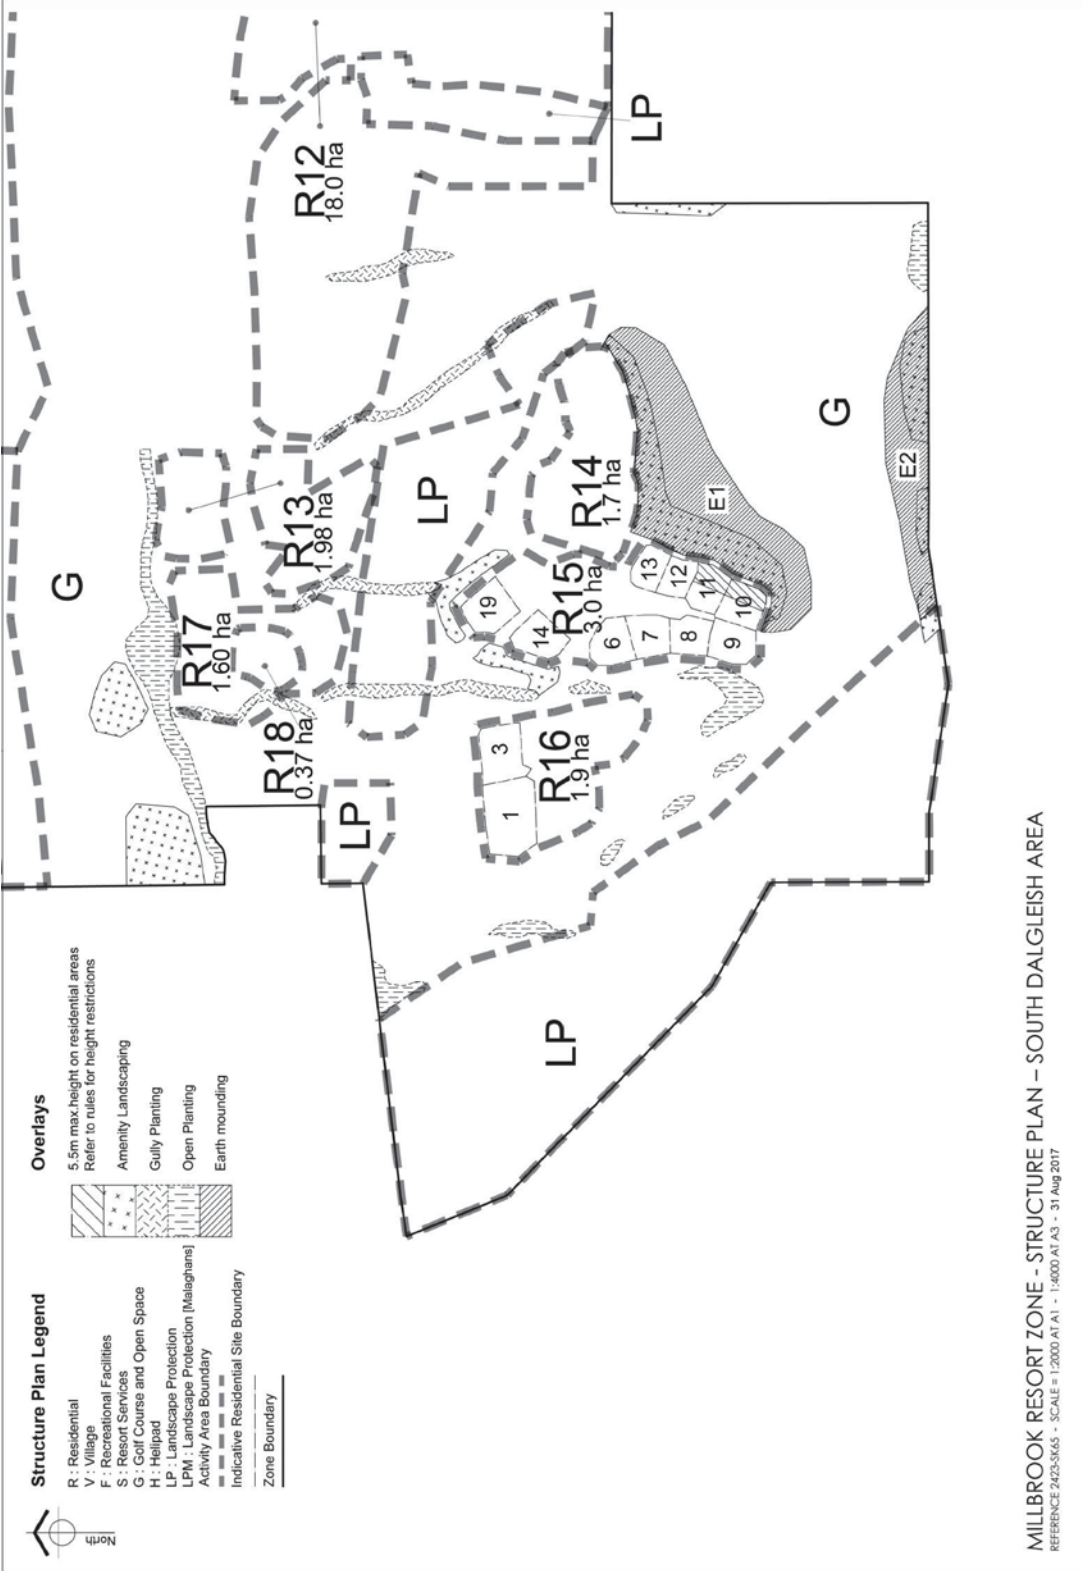 Structure Plan Legend
R : Residential
V : Village
F : Recreational Facilities
S : Resort Services
G : Golf Course and Open Space
H : Helipad
LP : Landscape Protection
LPM : Landscape Protection [Malaghans]
Activity Area Boundary
Indicative Residential Site Boundary
Zone Boundary
North
Overlays
5.5m max.height on residential areas
Refer to rules for height restrictions
Amenity Landscaping
Gully Planting
Open Planting
Earth mounding
G
R12
18.0 ha
LP
R17
1.60 ha
R13
1.98 ha
R18
0.37 ha
LP
LP
R14
1.7 ha
R15
3.0 ha
R16
1.9 ha
19
14
13
12
11
10
6
7
8
9
3
1
E1
G
E2
LP
MILLBROOK RESORT ZONE - STRUCTURE PLAN – SOUTH DALGLEISH AREA
REFERENCE 2423-SK65 - SCALE = 1:2000 AT A1 - 1:4000 AT A3 - 31 Aug 2017